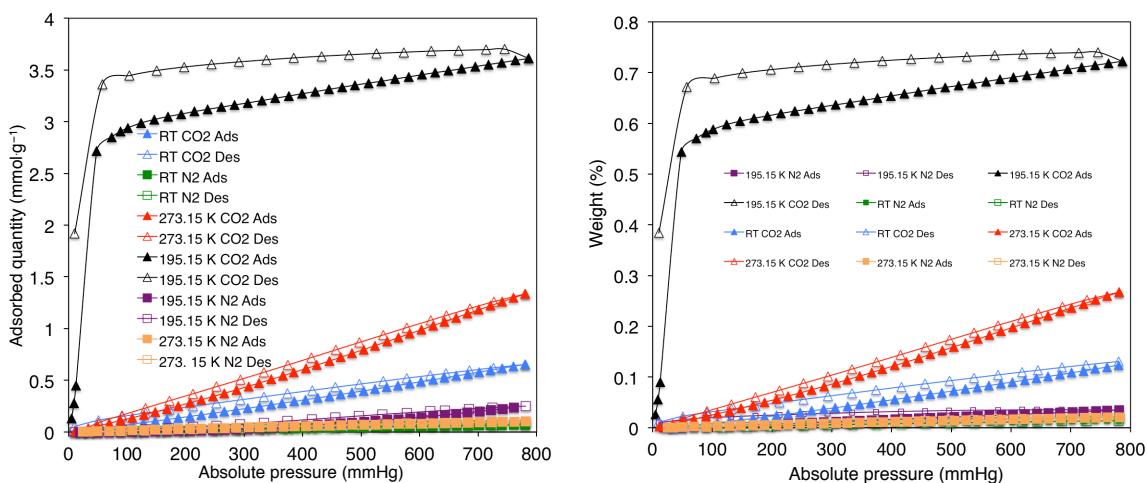 4
3.5
3
2.5
2
1.5
1
0.5
0
Adsorbed quantity (mmol·g⁻¹)
RT CO2 Ads
RT CO2 Des
RT N2 Ads
RT N2 Des
273.15 K CO2 Ads
273.15 K CO2 Des
195.15 K CO2 Ads
195.15 K CO2 Des
195.15 K N2 Ads
195.15 K N2 Des
273.15 K N2 Ads
273. 15 K N2 Des
0 100 200 300 400 500 600 700 800
Absolute pressure (mmHg)
0.8
0.7
0.6
0.5
0.4
0.3
0.2
0.1
0
Weight (%)
195.15 K N2 Ads 195.15 K N2 Des 195.15 K CO2 Ads
195.15 K CO2 Des RT N2 Ads RT N2 Des
RT CO2 Ads RT CO2 Des 273.15 K CO2 Ads
273.15 K CO2 Des 273.15 K N2 Ads 273.15 K N2 Des
0 100 200 300 400 500 600 700 800
Absolute pressure (mmHg)